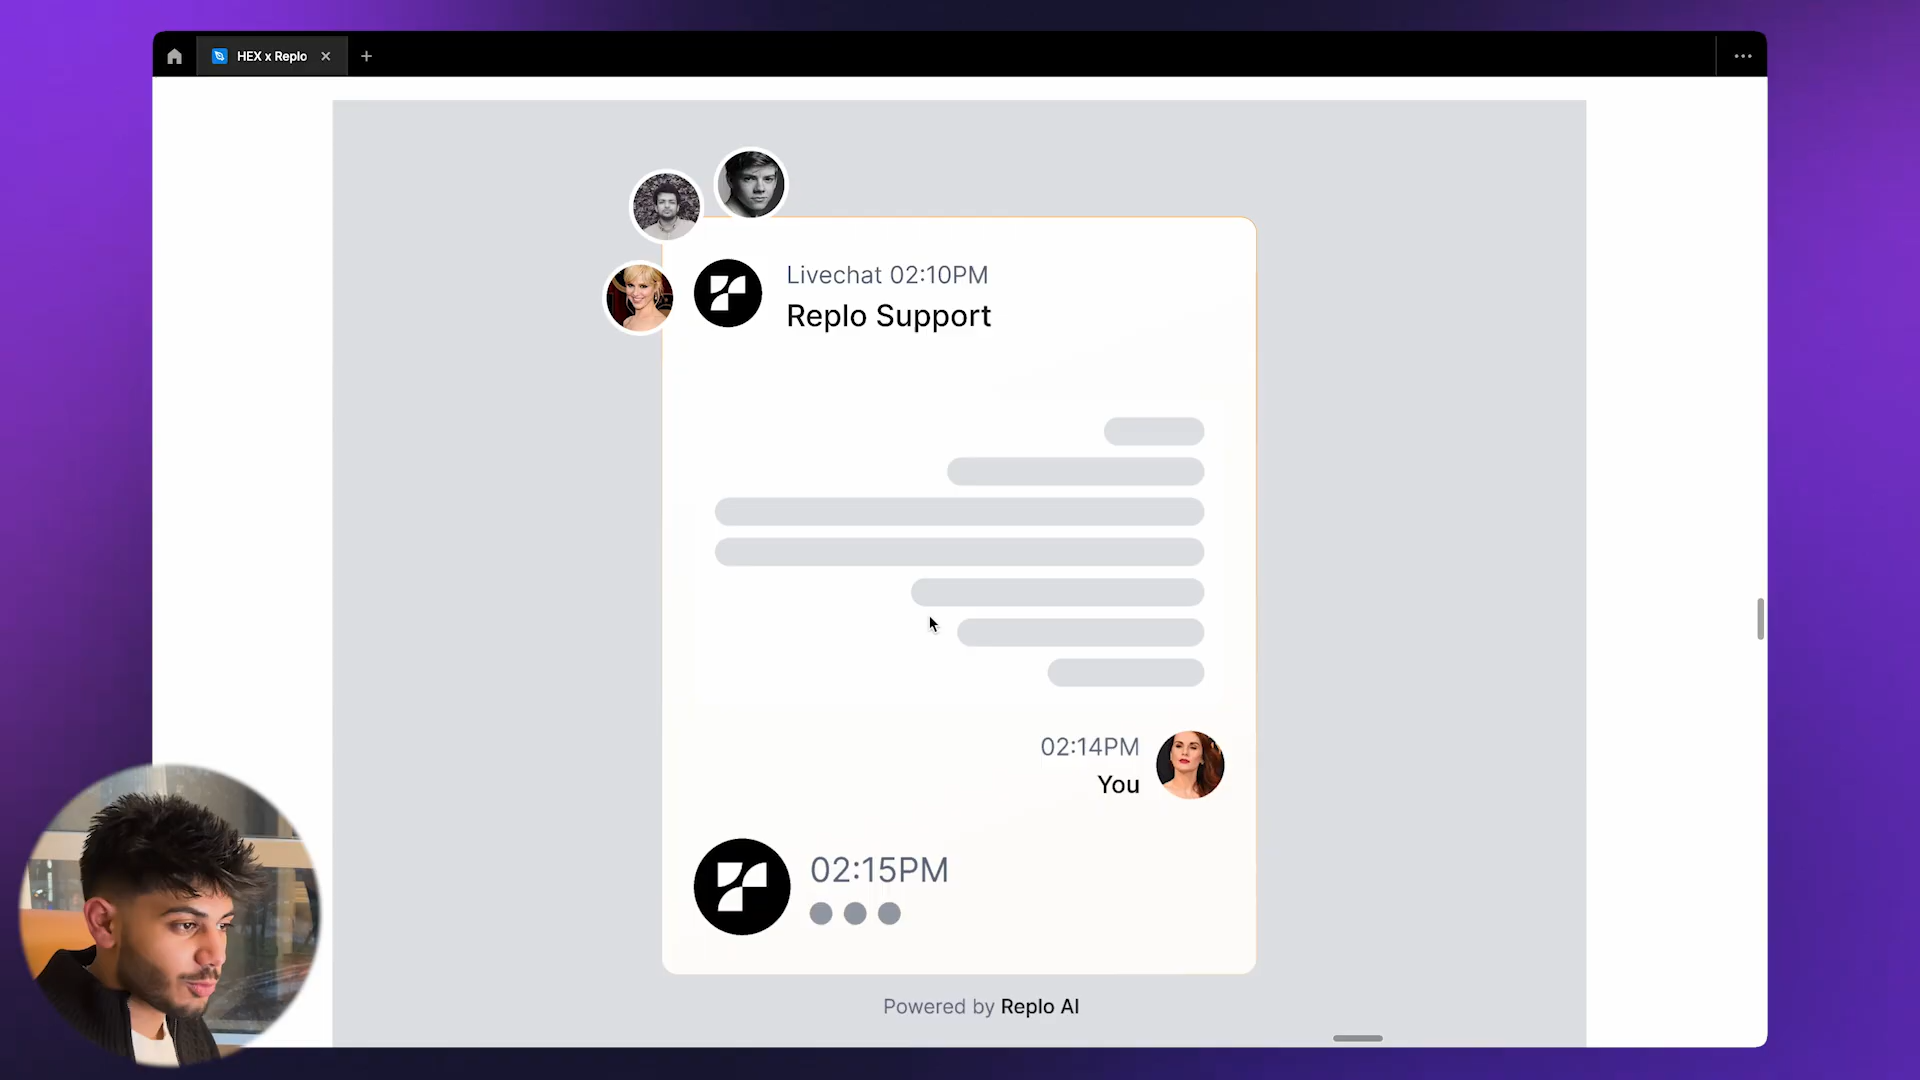 HEX x Replo
Livechat 02:10PM
Replo Support
02:14PM
You
02:15PM
Powered by Replo AI